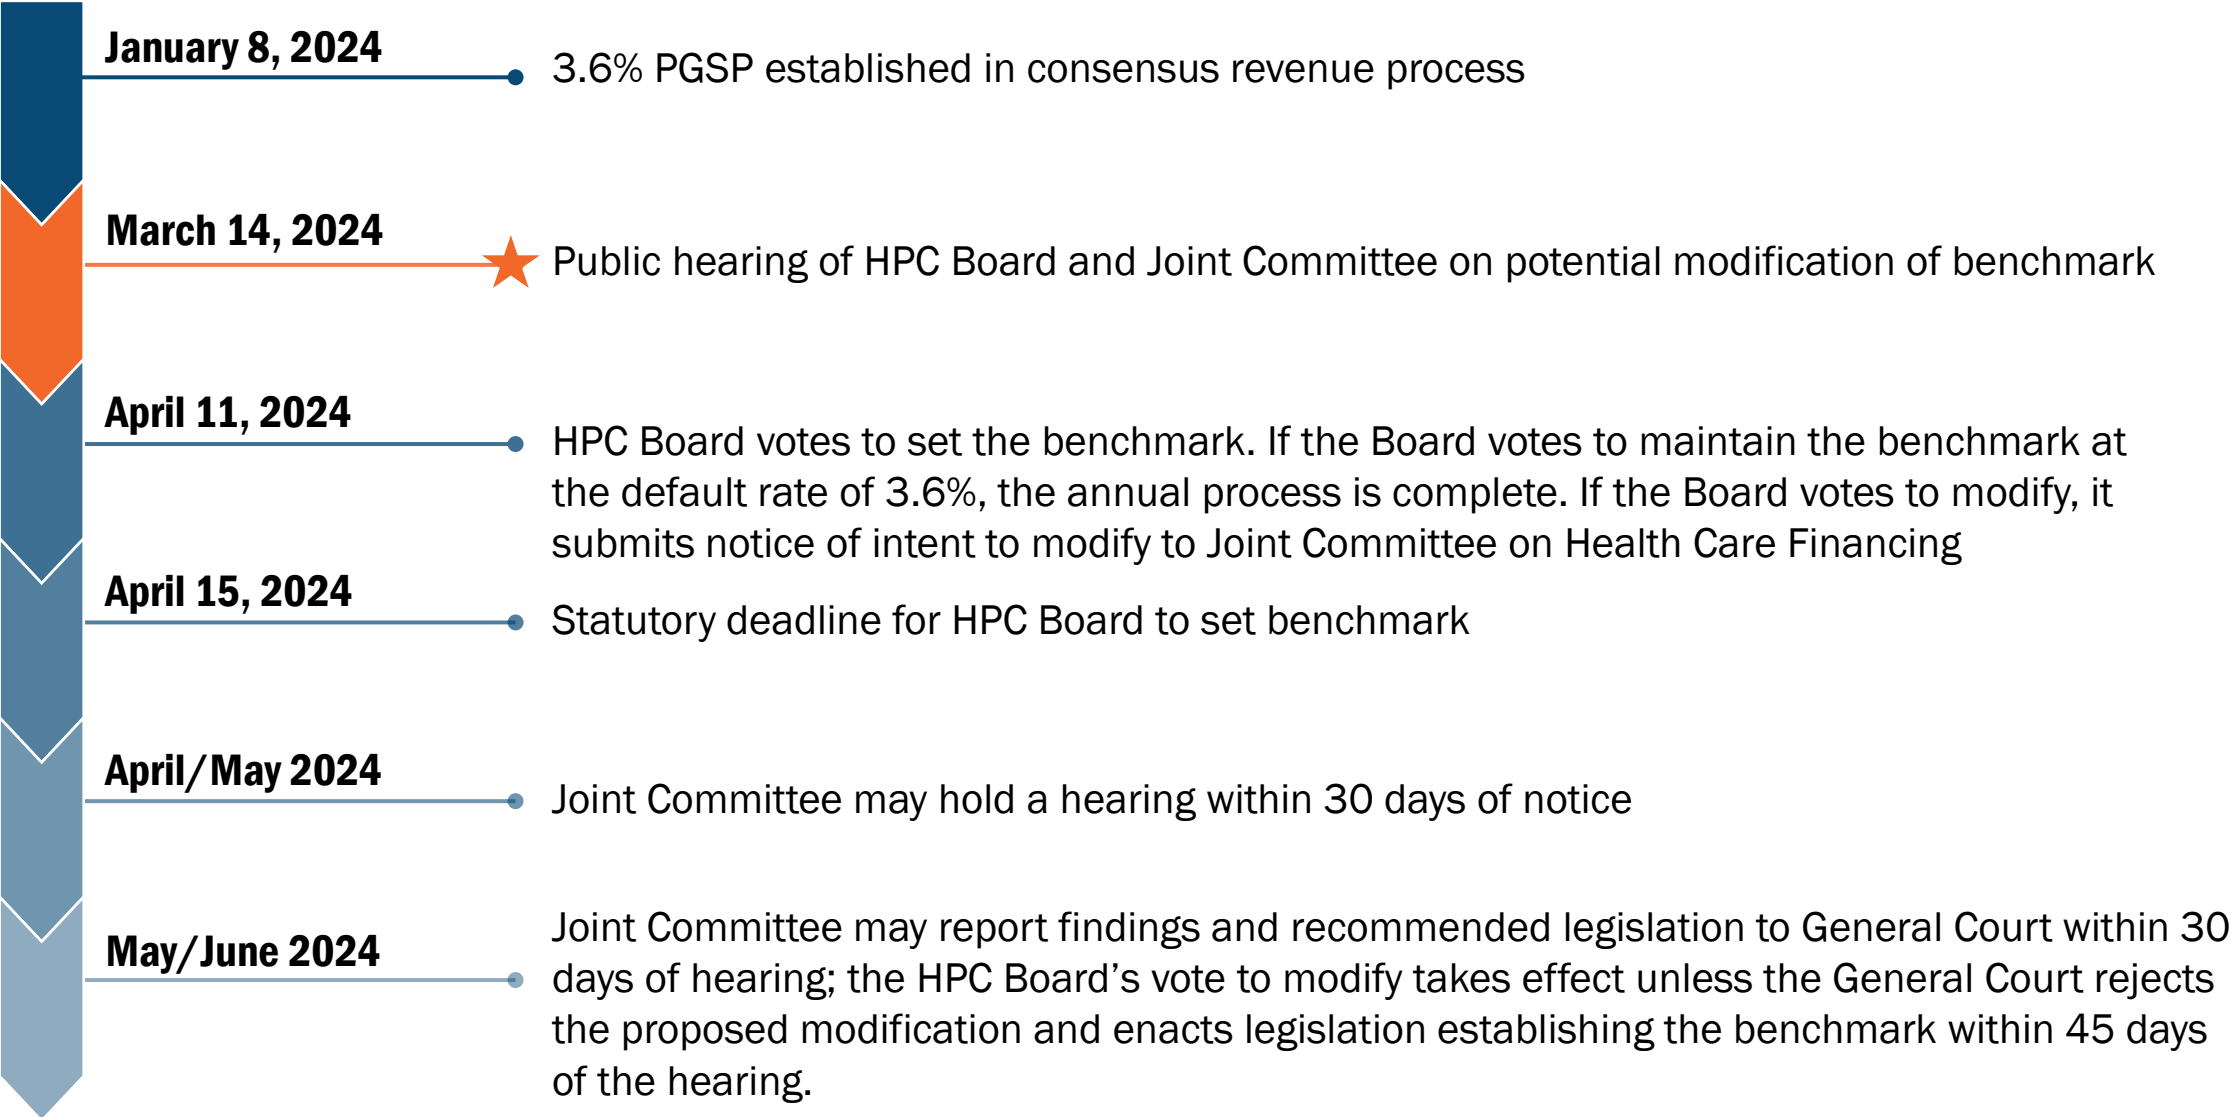 January 8, 2024
3.6% PGSP established in consensus revenue process
March 14, 2024
Public hearing of HPC Board and Joint Committee on potential modification of benchmark
April 11, 2024
HPC Board votes to set the benchmark. If the Board votes to maintain the benchmark at
the default rate of 3.6%, the annual process is complete. If the Board votes to modify, it
submits notice of intent to modify to Joint Committee on Health Care Financing
April 15, 2024
Statutory deadline for HPC Board to set benchmark
April/May 2024
Joint Committee may hold a hearing within 30 days of notice
May/June 2024
Joint Committee may report findings and recommended legislation to General Court within 30
days of hearing; the HPC Board’s vote to modify takes effect unless the General Court rejects
the proposed modification and enacts legislation establishing the benchmark within 45 days
of the hearing.